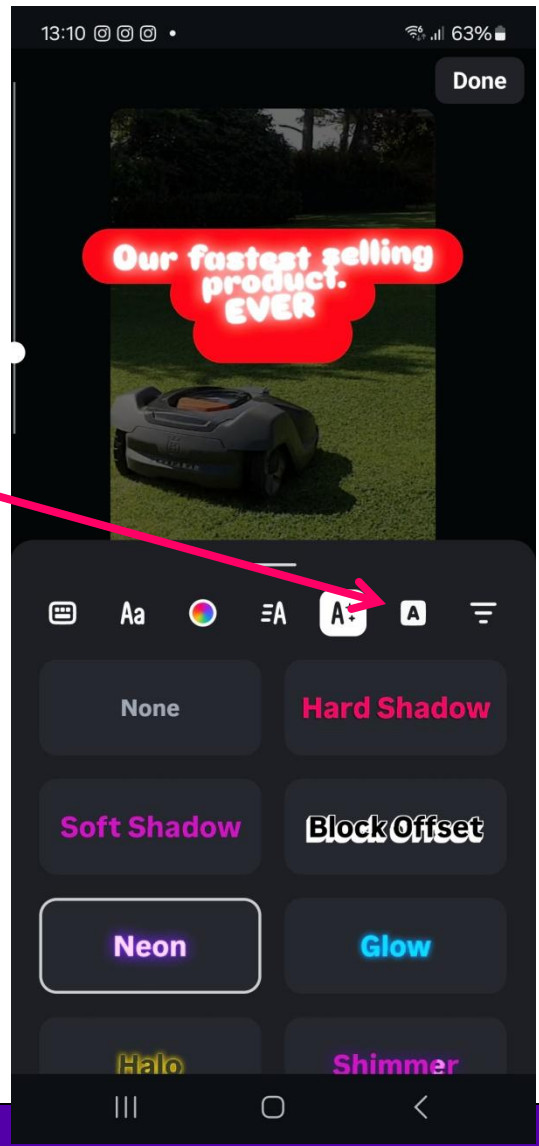 13:10
63%
Done
Our fastest selling
product.
EVER
Aa
A
A
A
None
Hard Shadow
Soft Shadow
Block Offset
Neon
Glow
Halo
Shimmer